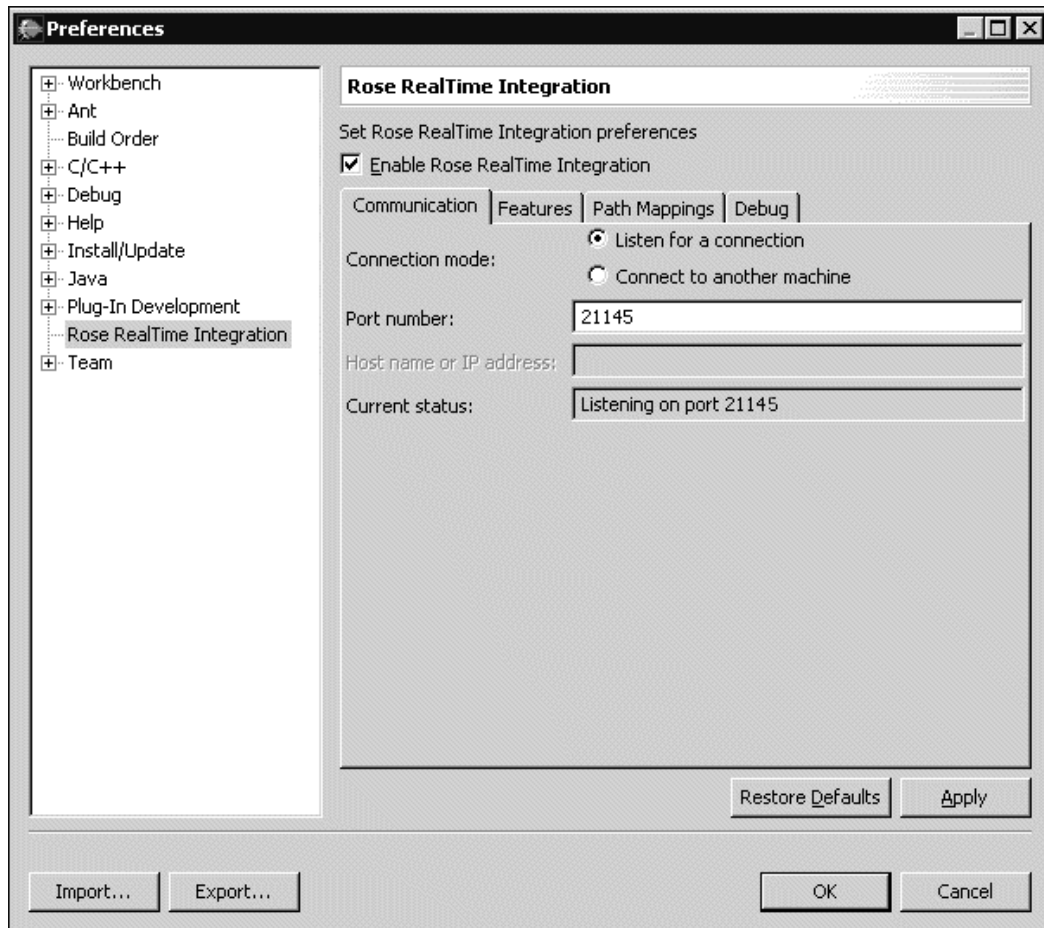 Preferences
Workbench
Ant
Build Order
C/C++
Debug
Help
Install/Update
Java
Plug-In Development
Rose RealTime Integration
Team
Rose RealTime Integration
Set Rose RealTime Integration preferences
Enable Rose RealTime Integration
Communication Features Path Mappings Debug
Connection mode:
Listen for a connection
Connect to another machine
Port number: 21145
Host name or IP address:
Current status: Listening on port 21145
Restore Defaults Apply
Import... Export... OK Cancel